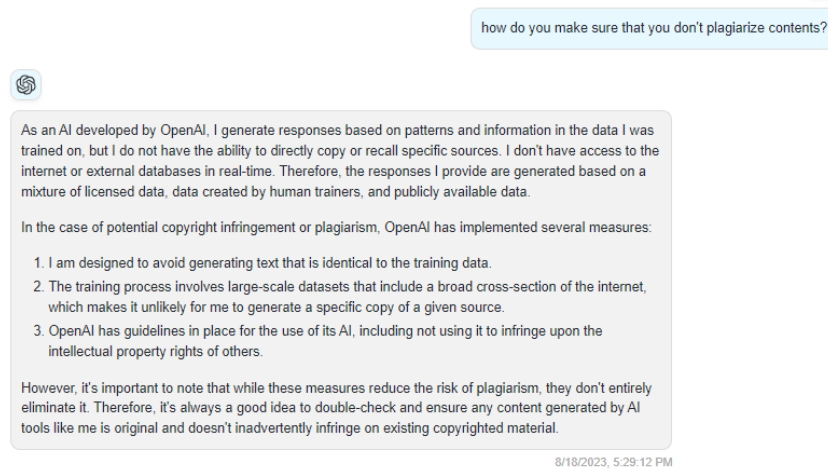 how do you make sure that you don't plagiarize contents?
As an AI developed by OpenAI, I generate responses based on patterns and information in the data I was
trained on, but I do not have the ability to directly copy or recall specific sources. I don't have access to the
internet or external databases in real-time. Therefore, the responses I provide are generated based on a
mixture of licensed data, data created by human trainers, and publicly available data.
In the case of potential copyright infringement or plagiarism, OpenAI has implemented several measures:
1. I am designed to avoid generating text that is identical to the training data.
2. The training process involves large-scale datasets that include a broad cross-section of the internet,
which makes it unlikely for me to generate a specific copy of a given source.
3. OpenAI has guidelines in place for the use of its AI, including not using it to infringe upon the
intellectual property rights of others.
However, it's important to note that while these measures reduce the risk of plagiarism, they don't entirely
eliminate it. Therefore, it's always a good idea to double-check and ensure any content generated by AI
tools like me is original and doesn't inadvertently infringe on existing copyrighted material.
8/18/2023, 5:29:12 PM